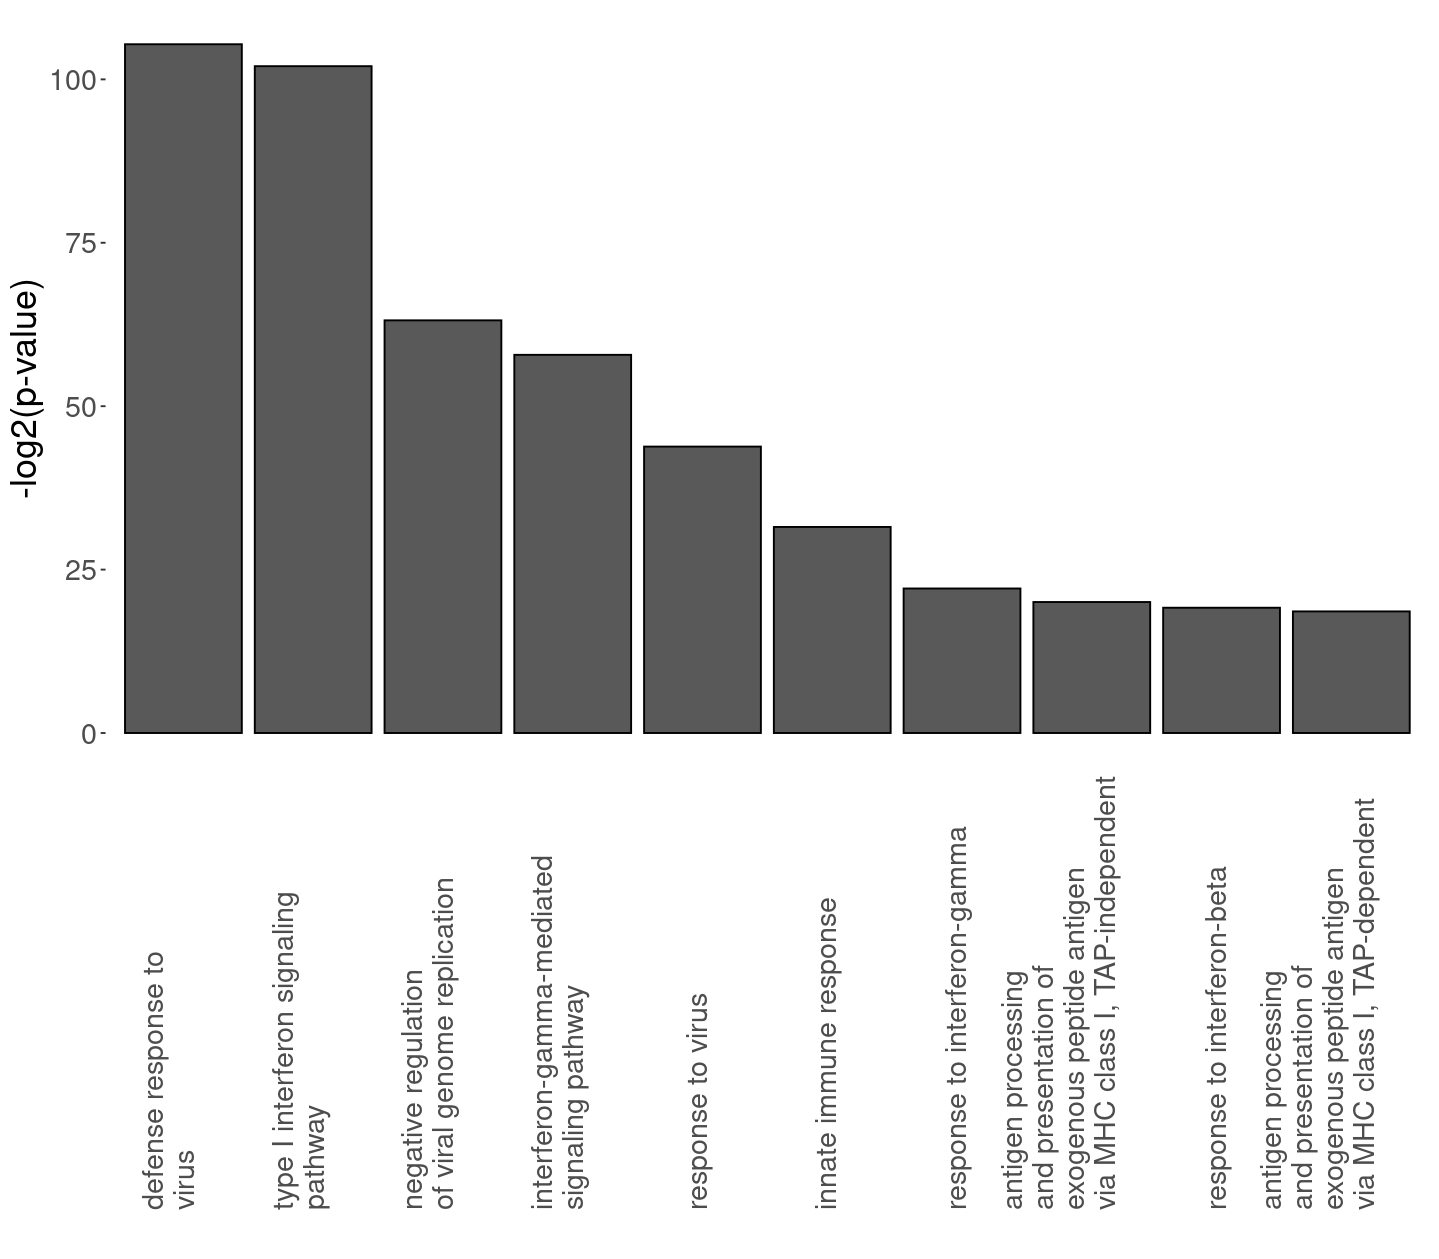 -log2(p-value)
100
75
50
25
0
defense response to
virus
type I interferon signaling
pathway
negative regulation
of viral genome replication
interferon-gamma-mediated
signaling pathway
response to virus
innate immune response
response to interferon-gamma
antigen processing
and presentation of
exogenous peptide antigen
via MHC class I, TAP-independent
response to interferon-beta
antigen processing
and presentation of
exogenous peptide antigen
via MHC class I, TAP-dependent